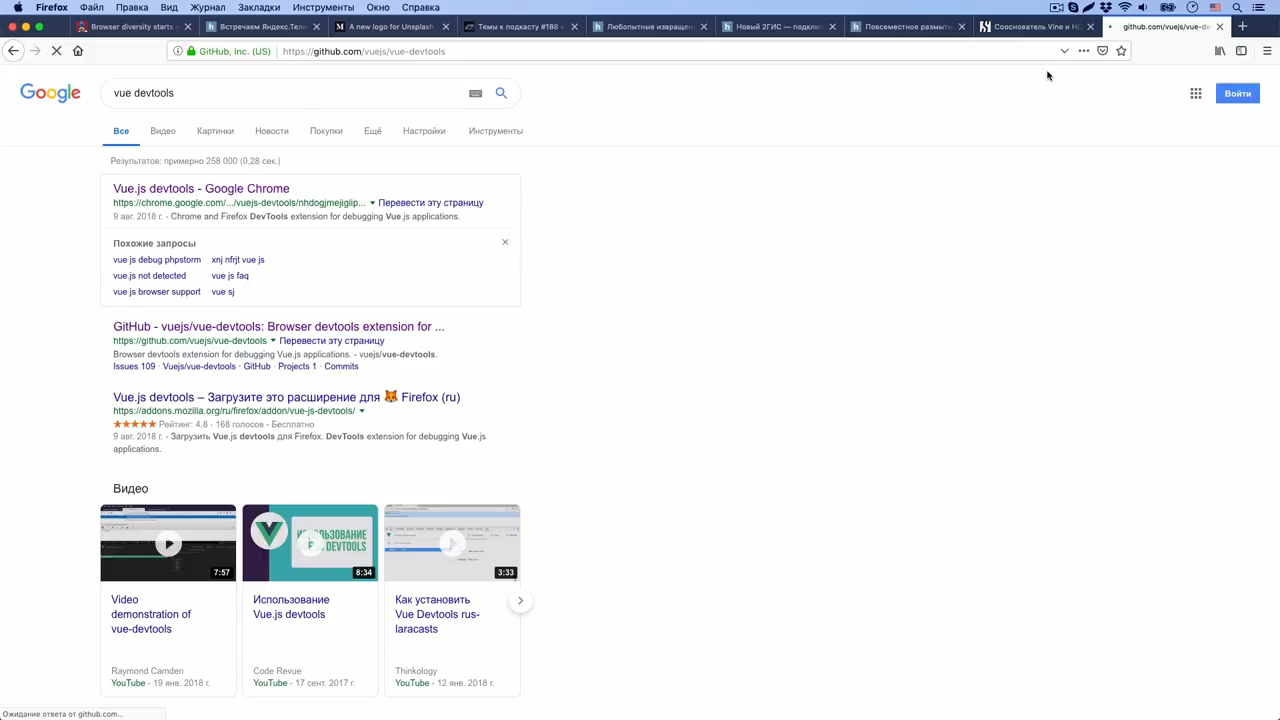 Firefox Файл Правка Вид Журнал Закладки Инструменты Окно Справка
Browser diversity starts Встречаем Яндекс.Тел A new logo for Unsplash Темы к подкасту #188 Любопытные извращен Новый 2ГИС — подклю Повсеместное размыти Сооснователь Vine и HQ github.com/vuejs/vue-de
GitHub, Inc. (US) https://github.com/vuejs/vue-devtools
Google vue devtools Войти
Все Видео Картинки Новости Покупки Ещё Настройки Инструменты
Результатов: примерно 258 000 (0,28 сек.)
Vue.js devtools - Google Chrome
https://chrome.google.com/.../vuejs-devtools/nhdogjmejiglip... Перевести эту страницу
9 авг. 2018 г. - Chrome and Firefox DevTools extension for debugging Vue.js applications.
Похожие запросы
vue js debug phpstorm xnj nfrjt vue js
vue.js not detected vue js faq
vue js browser support vue sj
GitHub - vuejs/vue-devtools: Browser devtools extension for ...
https://github.com/vuejs/vue-devtools Перевести эту страницу
Browser devtools extension for debugging Vue.js applications. - vuejs/vue-devtools.
Issues 109 · Vuejs/vue-devtools · GitHub · Projects 1 · Commits
Vue.js devtools – Загрузите это расширение для 🦊 Firefox (ru)
https://addons.mozilla.org/ru/firefox/addon/vue-js-devtools/
★★★★★ Рейтинг: 4,8 - 168 голосов - Бесплатно
9 авг. 2018 г. - Загрузить Vue.js devtools для Firefox. DevTools extension for debugging Vue.js
applications.
Видео
ИСПОЛЬЗОВАНИЕ
DEVTOOLS
7:57 8:34 3:33
Video
demonstration of
vue-devtools
Raymond Camden
YouTube - 19 янв. 2018 г.
Использование
Vue.js devtools
Code Revue
YouTube - 17 сент. 2017 г.
Как установить
Vue Devtools rus-
laracasts
Thinkology
YouTube - 12 янв. 2018 г.
Ожидание ответа от github.com...